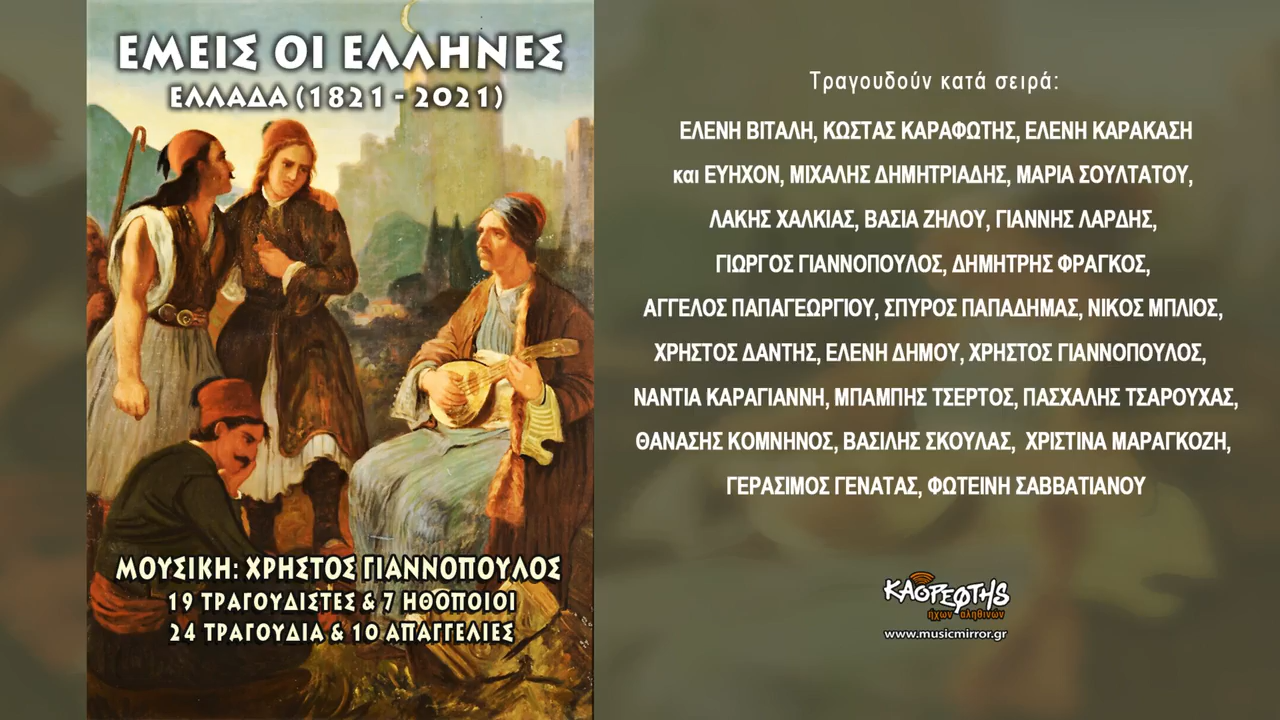 ΕΜΕΙΣ ΟΙ ΕΛΛΗΝΕΣ
ΕΛΛΑΔΑ (1821 - 2021)
ΜΟΥΣΙΚΗ: ΧΡΗΣΤΟΣ ΓΙΑΝΝΟΠΟΥΛΟΣ
19 ΤΡΑΓΟΥΔΙΣΤΕΣ & 7 ΗΘΟΠΟΙΟΙ
24 ΤΡΑΓΟΥΔΙΑ & 10 ΑΠΑΓΓΕΛΙΕΣ
Τραγουδούν κατά σειρά:
ΕΛΕΝΗ ΒΙΤΑΛΗ, ΚΩΣΤΑΣ ΚΑΡΑΦΩΤΗΣ, ΕΛΕΝΗ ΚΑΡΑΚΑΣΗ
και ΕΥΗΧΟΝ, ΜΙΧΑΛΗΣ ΔΗΜΗΤΡΙΑΔΗΣ, ΜΑΡΙΑ ΣΟΥΛΤΑΤΟΥ,
ΛΑΚΗΣ ΧΑΛΚΙΑΣ, ΒΑΣΙΑ ΖΗΛΟΥ, ΓΙΑΝΝΗΣ ΛΑΡΔΗΣ,
ΓΙΩΡΓΟΣ ΓΙΑΝΝΟΠΟΥΛΟΣ, ΔΗΜΗΤΡΗΣ ΦΡΑΓΚΟΣ,
ΑΓΓΕΛΟΣ ΠΑΠΑΓΕΩΡΓΙΟΥ, ΣΠΥΡΟΣ ΠΑΠΑΔΗΜΑΣ, ΝΙΚΟΣ ΜΠΛΙΟΣ,
ΧΡΗΣΤΟΣ ΔΑΝΤΗΣ, ΕΛΕΝΗ ΔΗΜΟΥ, ΧΡΗΣΤΟΣ ΓΙΑΝΝΟΠΟΥΛΟΣ,
ΝΑΝΤΙΑ ΚΑΡΑΓΙΑΝΝΗ, ΜΠΑΜΠΗΣ ΤΣΕΡΤΟΣ, ΠΑΣΧΑΛΗΣ ΤΣΑΡΟΥΧΑΣ,
ΘΑΝΑΣΗΣ ΚΟΜΝΗΝΟΣ, ΒΑΣΙΛΗΣ ΣΚΟΥΛΑΣ, ΧΡΙΣΤΙΝΑ ΜΑΡΑΓΚΟΖΗ,
ΓΕΡΑΣΙΜΟΣ ΓΕΝΑΤΑΣ, ΦΩΤΕΙΝΗ ΣΑΒΒΑΤΙΑΝΟΥ
ΚΑΘΡΕΦΤΗΣ
ήχων αληθινών
www.musicmirror.gr